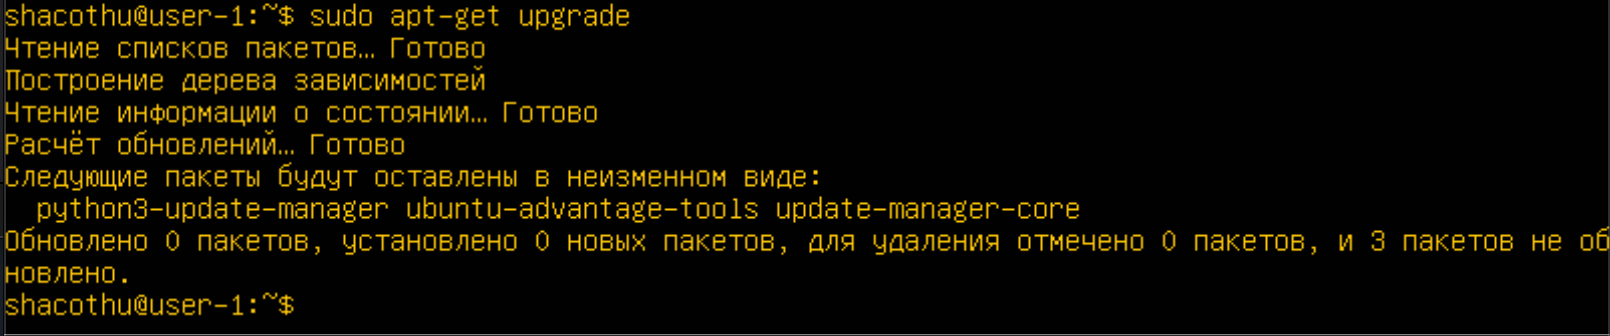 shacothu@user-1:~$ sudo apt-get upgrade
Чтение списков пакетов… Готово
Построение дерева зависимостей
Чтение информации о состоянии… Готово
Расчёт обновлений… Готово
Следующие пакеты будут оставлены в неизменном виде:
  python3-update-manager ubuntu-advantage-tools update-manager-core
Обновлено 0 пакетов, установлено 0 новых пакетов, для удаления отмечено 0 пакетов, и 3 пакетов не об
новлено.
shacothu@user-1:~$